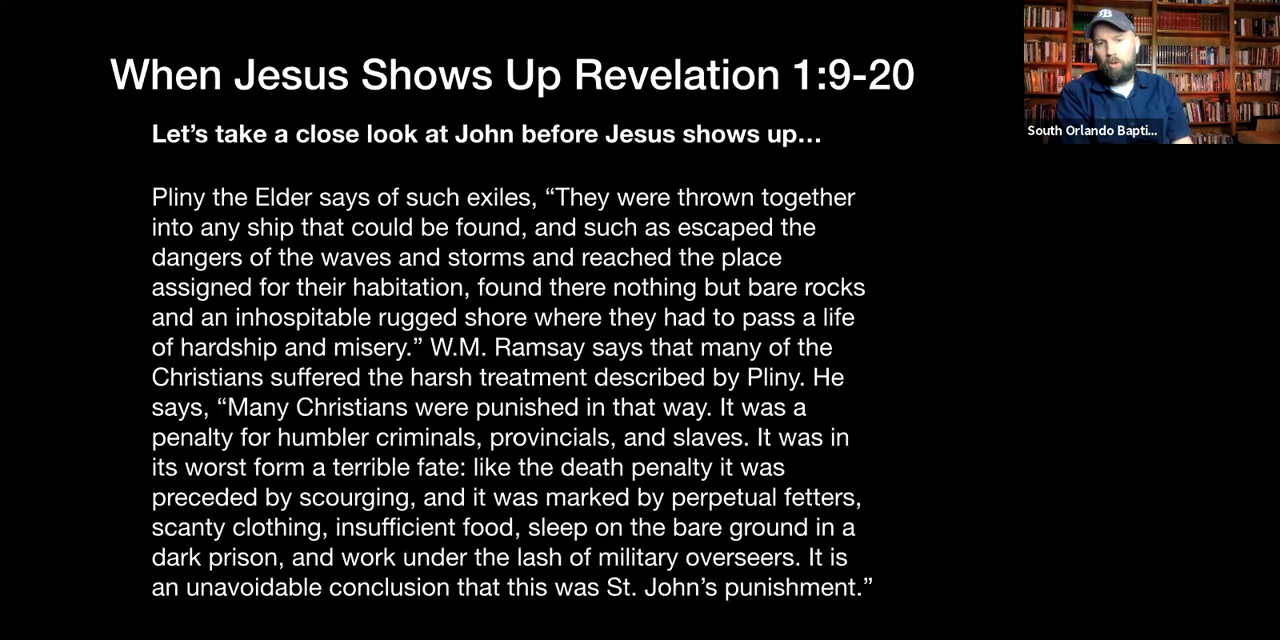 When Jesus Shows Up Revelation 1:9-20
Let’s take a close look at John before Jesus shows up…
Pliny the Elder says of such exiles, “They were thrown together
into any ship that could be found, and such as escaped the
dangers of the waves and storms and reached the place
assigned for their habitation, found there nothing but bare rocks
and an inhospitable rugged shore where they had to pass a life
of hardship and misery.” W.M. Ramsay says that many of the
Christians suffered the harsh treatment described by Pliny. He
says, “Many Christians were punished in that way. It was a
penalty for humbler criminals, provincials, and slaves. It was in
its worst form a terrible fate: like the death penalty it was
preceded by scourging, and it was marked by perpetual fetters,
scanty clothing, insufficient food, sleep on the bare ground in a
dark prison, and work under the lash of military overseers. It is
an unavoidable conclusion that this was St. John’s punishment.”
South Orlando Bapti...